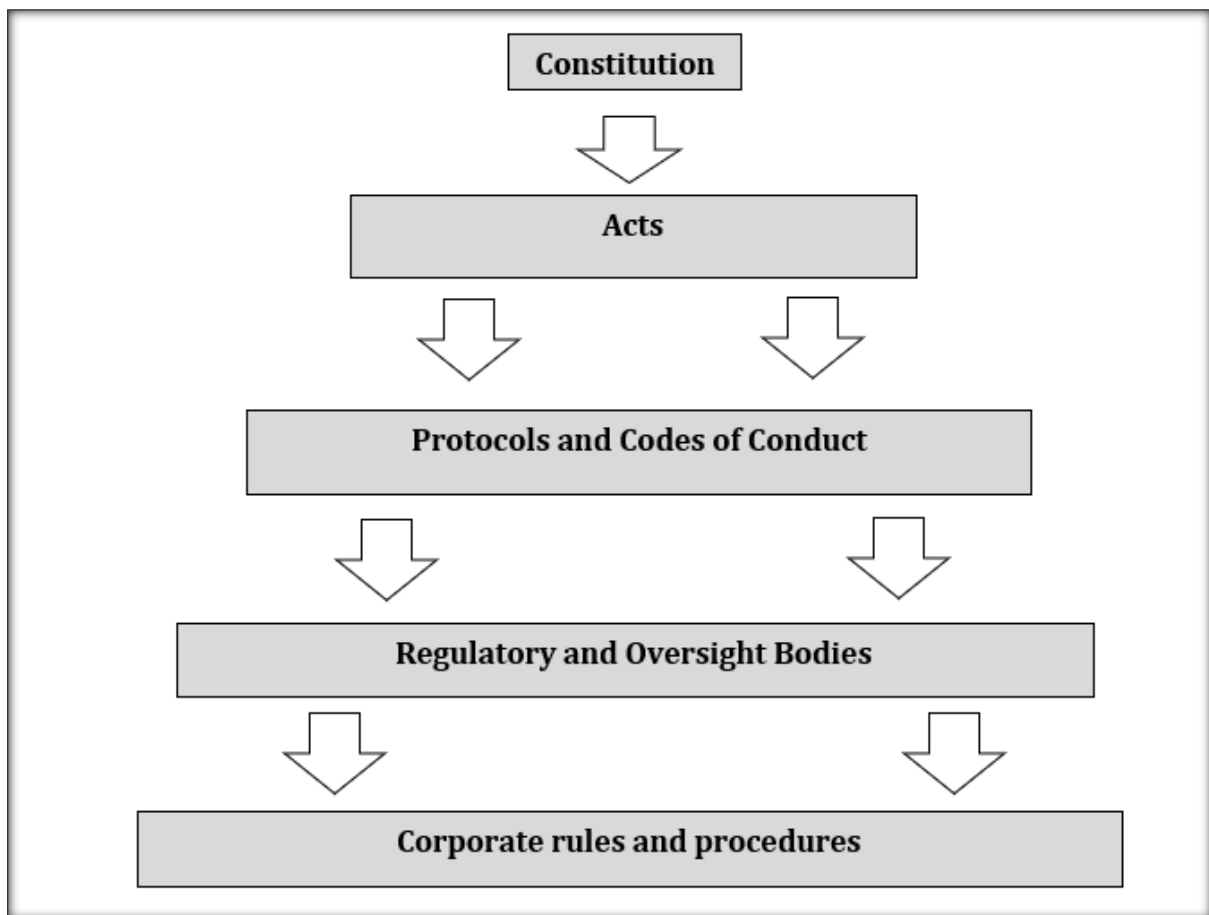 Constitution
Acts
Protocols and Codes of Conduct
Regulatory and Oversight Bodies
Corporate rules and procedures